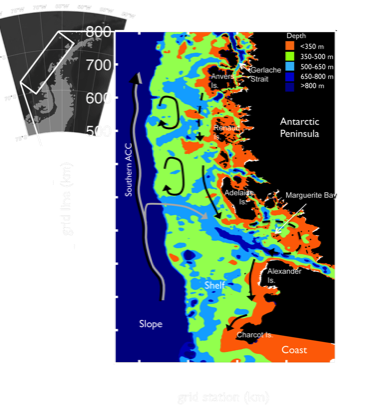 800
700
600
500
Depth
<350 m
350-500 m
500-650 m
650-800 m
>800 m
Gerlache
Strait
Anvers
Is.
Renaud
Is.
Antarctic
Peninsula
Southern ACC
Adelaide
Is.
Marguerite Bay
Alexander
Is.
Shelf
Slope
Charcot Is.
Coast
grid line (km)
grid station (km)